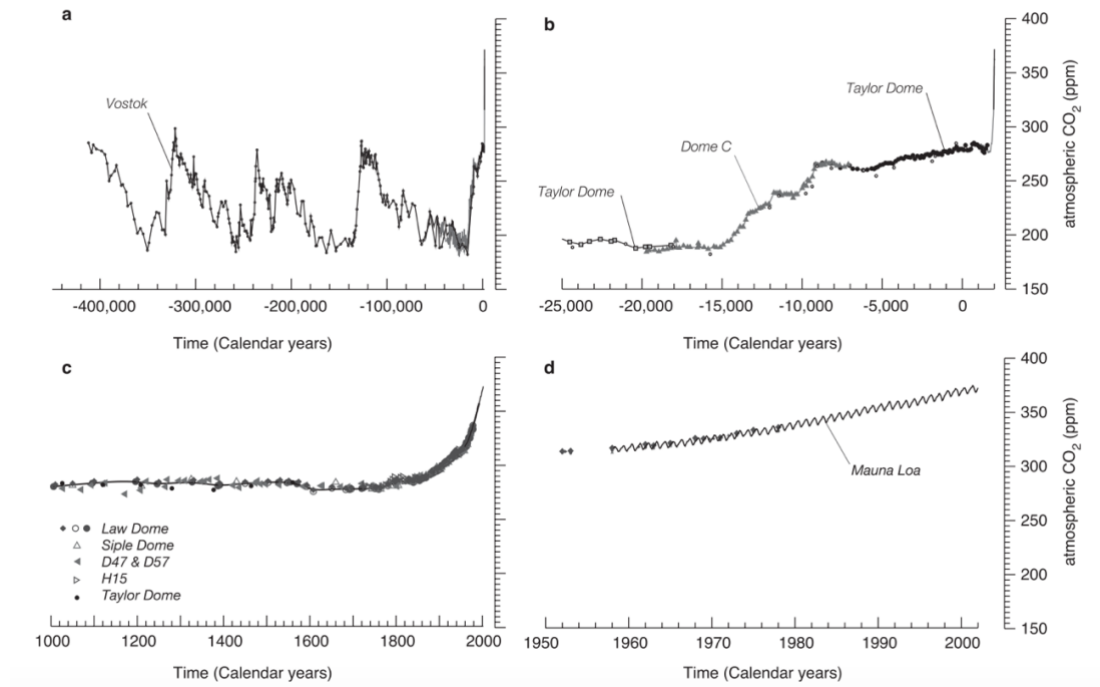 a
Vostok
-400,000 -300,000 -200,000 -100,000 0
Time (Calendar years)
b
400
350
300
250
200
150
atmospheric CO2 (ppm)
Taylor Dome
Dome C
Taylor Dome
-25,000 -20,000 -15,000 -10,000 -5,000 0
Time (Calendar years)
c
Law Dome
Siple Dome
D47 & D57
H15
Taylor Dome
1000 1200 1400 1600 1800 2000
Time (Calendar years)
d
400
350
300
250
200
150
atmospheric CO2 (ppm)
Mauna Loa
1950 1960 1970 1980 1990 2000
Time (Calendar years)